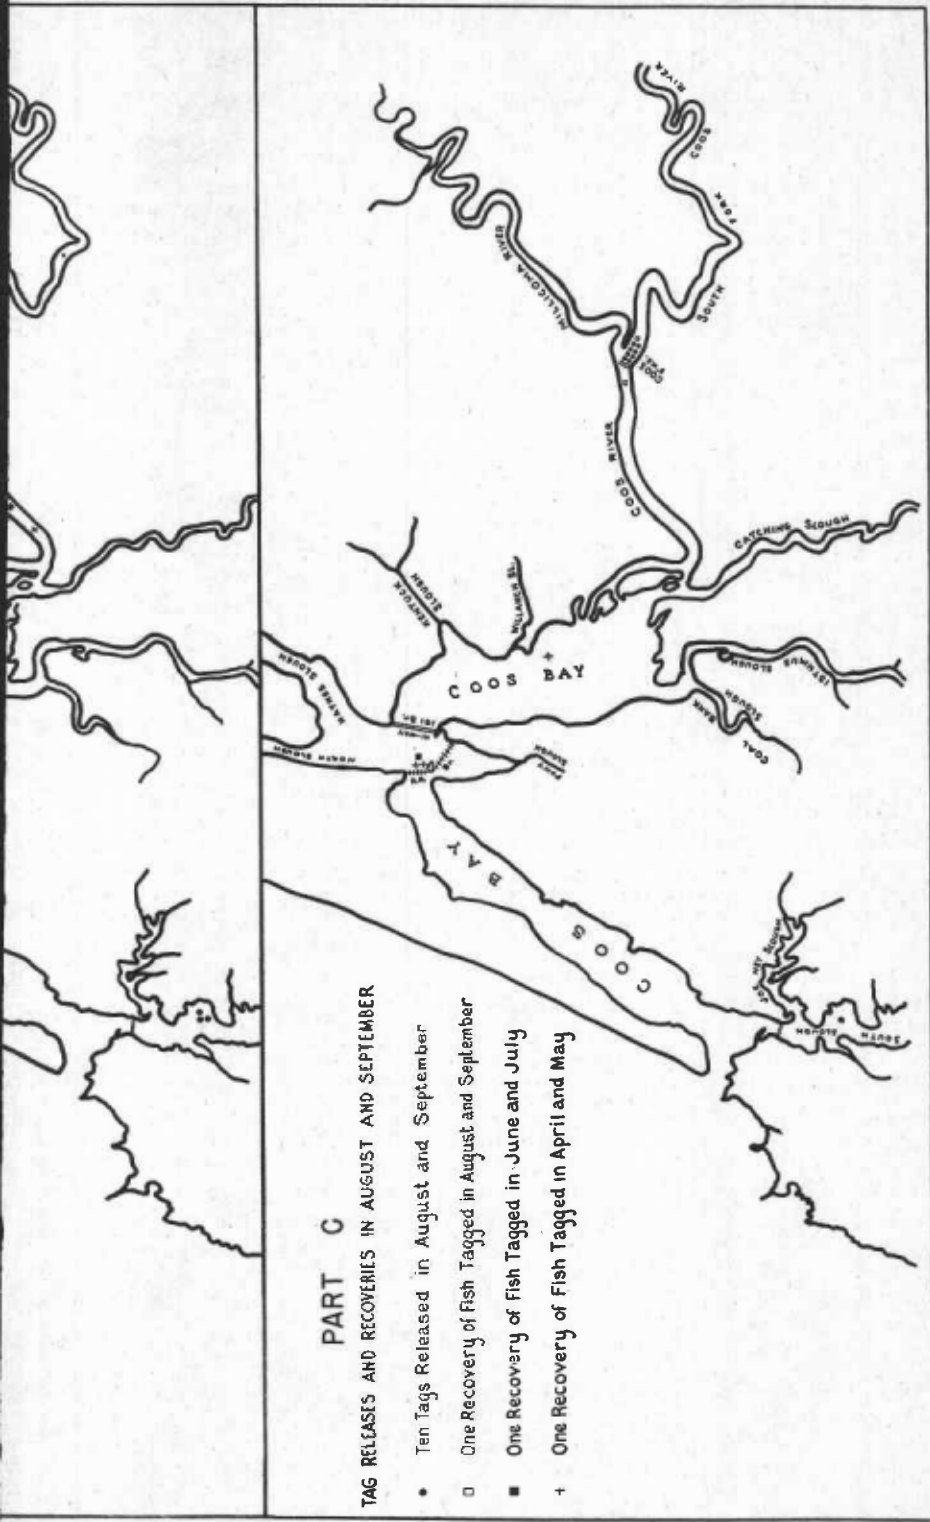 PART C
TAG RELEASES AND RECOVERIES IN AUGUST AND SEPTEMBER
• Ten Tags Released in August and September
□ One Recovery of Fish Tagged in August and September
■ One Recovery of Fish Tagged in June and July
+ One Recovery of Fish Tagged in April and May
NORTH SLOUGH
HAYNES SLOUGH
KENTUCK
SLOUGH
WILLANCH SL.
COOS BAY
COOS BAY
PONY
SLOUGH
COOS RIVER
MILLICOMA RIVER
SOUTH FORK COOS RIVER
CATCHING SLOUGH
ISTHMUS SLOUGH
COAL BANK
SLOUGH
SOUTH SLOUGH